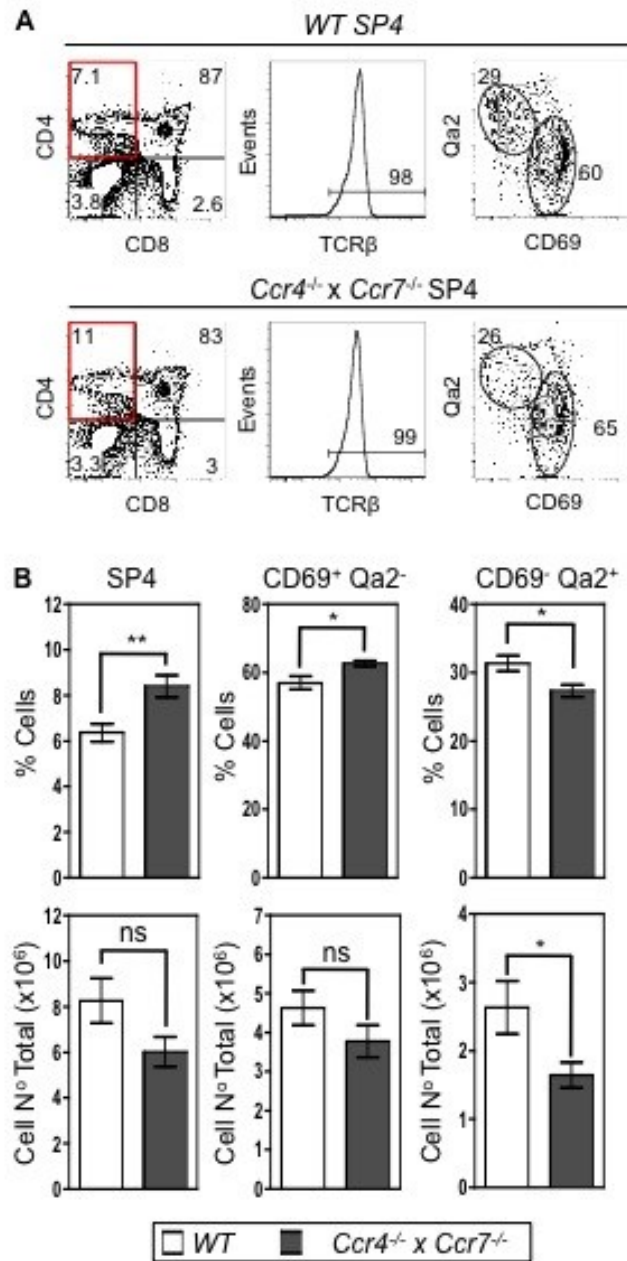 A
WT SP4
7.1 87
CD4
3.8 2.6
CD8
Events
98
TCRβ
29
Qa2
60
CD69
Ccr4-/- x Ccr7-/- SP4
11 83
CD4
3.3 3
CD8
Events
99
TCRβ
26
Qa2
65
CD69
B
SP4
12
10
8
6
4
2
0
% Cells
**
CD69+ Qa2-
80
60
40
20
0
% Cells
*
CD69- Qa2+
40
30
20
10
0
% Cells
*
12
10
8
6
4
2
0
Cell Nº Total (x10⁶)
ns
7
6
5
4
3
2
1
0
Cell Nº Total (x10⁶)
ns
4
3
2
1
0
Cell Nº Total (x10⁶)
*
WT Ccr4-/- x Ccr7-/-